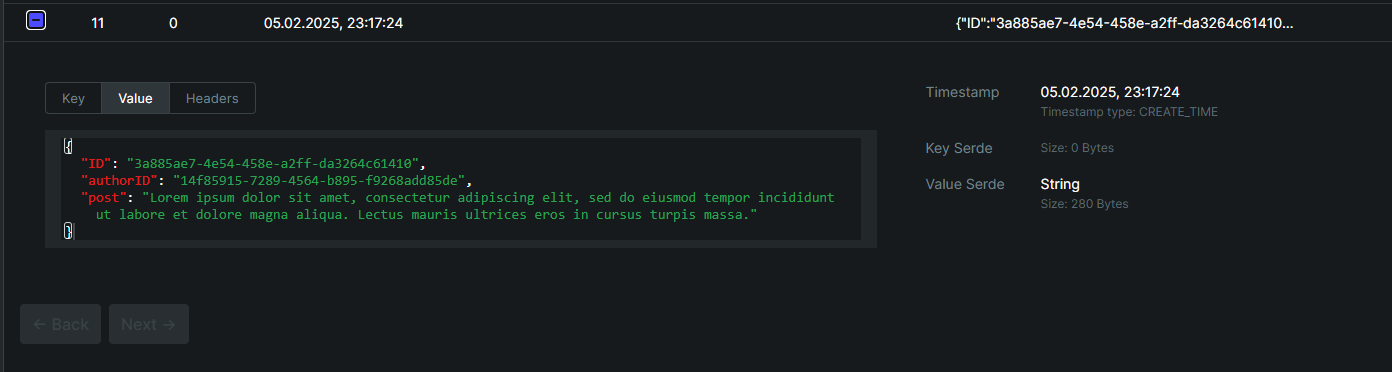 11 0 05.02.2025, 23:17:24 {"ID":"3a885ae7-4e54-458e-a2ff-da3264c61410...
Key Value Headers
{
"ID": "3a885ae7-4e54-458e-a2ff-da3264c61410",
"authorID": "14f85915-7289-4564-b895-f9268add85de",
"post": "Lorem ipsum dolor sit amet, consectetur adipiscing elit, sed do eiusmod tempor incididunt
ut labore et dolore magna aliqua. Lectus mauris ultrices eros in cursus turpis massa."
}
Timestamp 05.02.2025, 23:17:24
Timestamp type: CREATE_TIME
Key Serde Size: 0 Bytes
Value Serde String
Size: 280 Bytes
← Back Next →